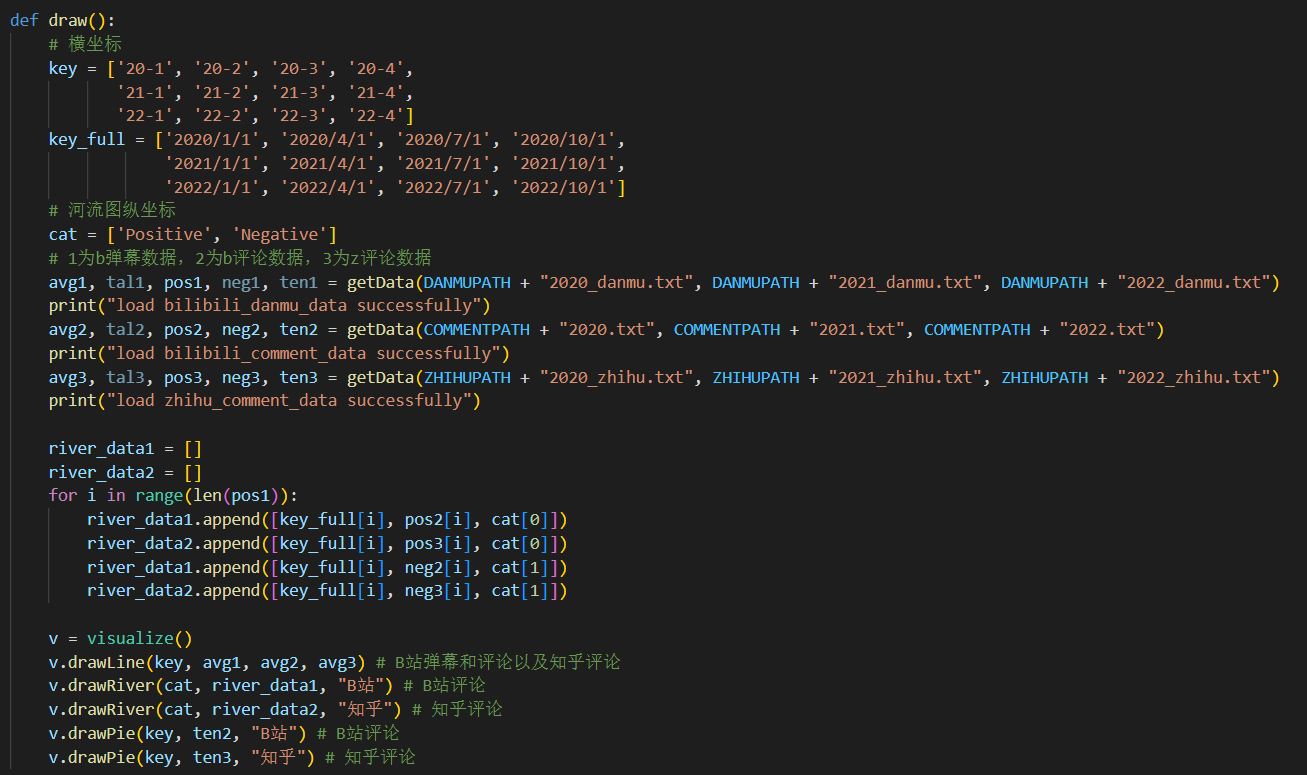 def draw():
    # 横坐标
    key = ['20-1', '20-2', '20-3', '20-4',
           '21-1', '21-2', '21-3', '21-4',
           '22-1', '22-2', '22-3', '22-4']
    key_full = ['2020/1/1', '2020/4/1', '2020/7/1', '2020/10/1',
                '2021/1/1', '2021/4/1', '2021/7/1', '2021/10/1',
                '2022/1/1', '2022/4/1', '2022/7/1', '2022/10/1']
    # 河流图纵坐标
    cat = ['Positive', 'Negative']
    # 1为b弹幕数据，2为b评论数据，3为z评论数据
    avg1, tal1, pos1, neg1, ten1 = getData(DANMUPATH + "2020_danmu.txt", DANMUPATH + "2021_danmu.txt", DANMUPATH + "2022_danmu.txt")
    print("load bilibili_danmu_data successfully")
    avg2, tal2, pos2, neg2, ten2 = getData(COMMENTPATH + "2020.txt", COMMENTPATH + "2021.txt", COMMENTPATH + "2022.txt")
    print("load bilibili_comment_data successfully")
    avg3, tal3, pos3, neg3, ten3 = getData(ZHIHUPATH + "2020_zhihu.txt", ZHIHUPATH + "2021_zhihu.txt", ZHIHUPATH + "2022_zhihu.txt")
    print("load zhihu_comment_data successfully")

    river_data1 = []
    river_data2 = []
    for i in range(len(pos1)):
        river_data1.append([key_full[i], pos2[i], cat[0]])
        river_data2.append([key_full[i], pos3[i], cat[0]])
        river_data1.append([key_full[i], neg2[i], cat[1]])
        river_data2.append([key_full[i], neg3[i], cat[1]])

    v = visualize()
    v.drawLine(key, avg1, avg2, avg3) # B站弹幕和评论以及知乎评论
    v.drawRiver(cat, river_data1, "B站") # B站评论
    v.drawRiver(cat, river_data2, "知乎") # 知乎评论
    v.drawPie(key, ten2, "B站") # B站评论
    v.drawPie(key, ten3, "知乎") # 知乎评论